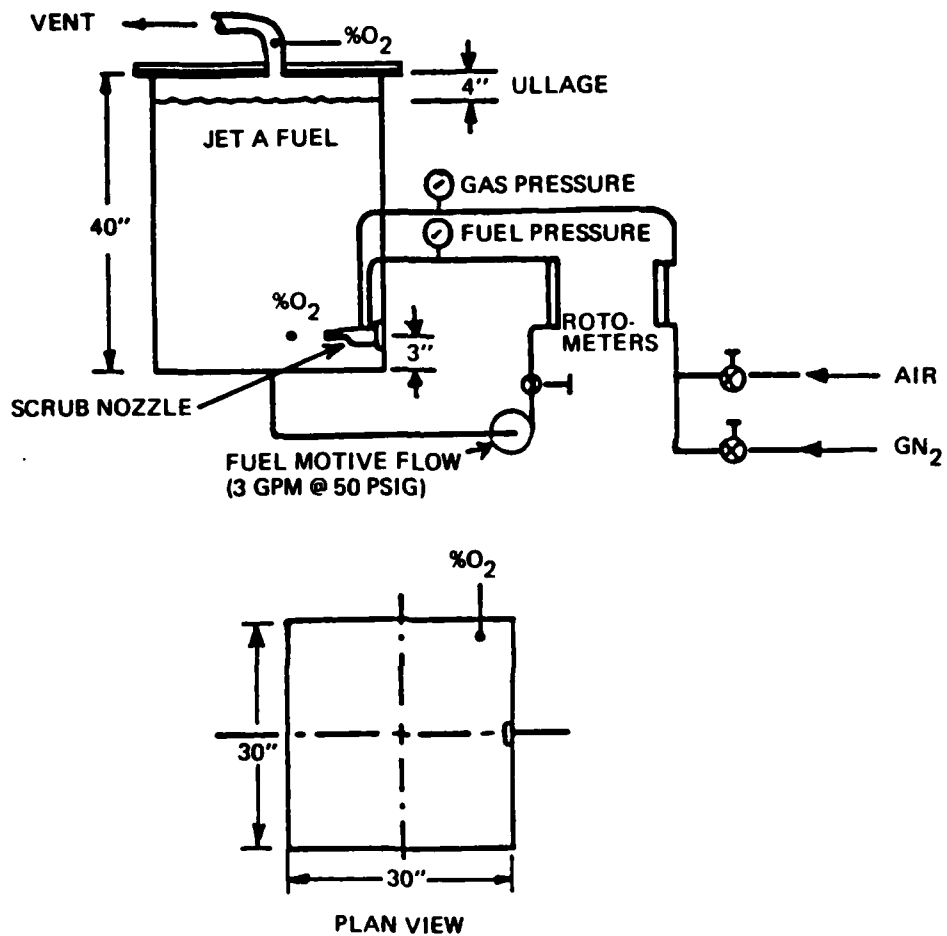 VENT
%O2
4" ULLAGE
JET A FUEL
GAS PRESSURE
40"
FUEL PRESSURE
%O2
ROTO-
METERS
3"
AIR
SCRUB NOZZLE
GN2
FUEL MOTIVE FLOW
(3 GPM @ 50 PSIG)
%O2
30"
30"
PLAN VIEW